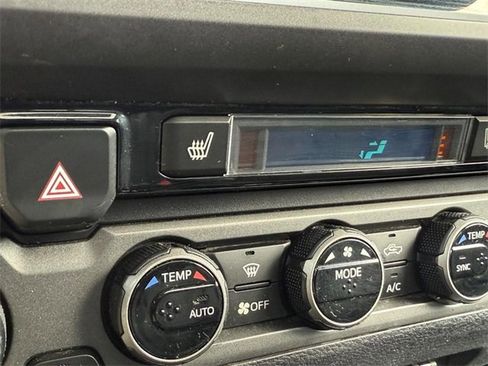 TEMP
AUTO
OFF
MODE
A/C
TEMP
SYNC